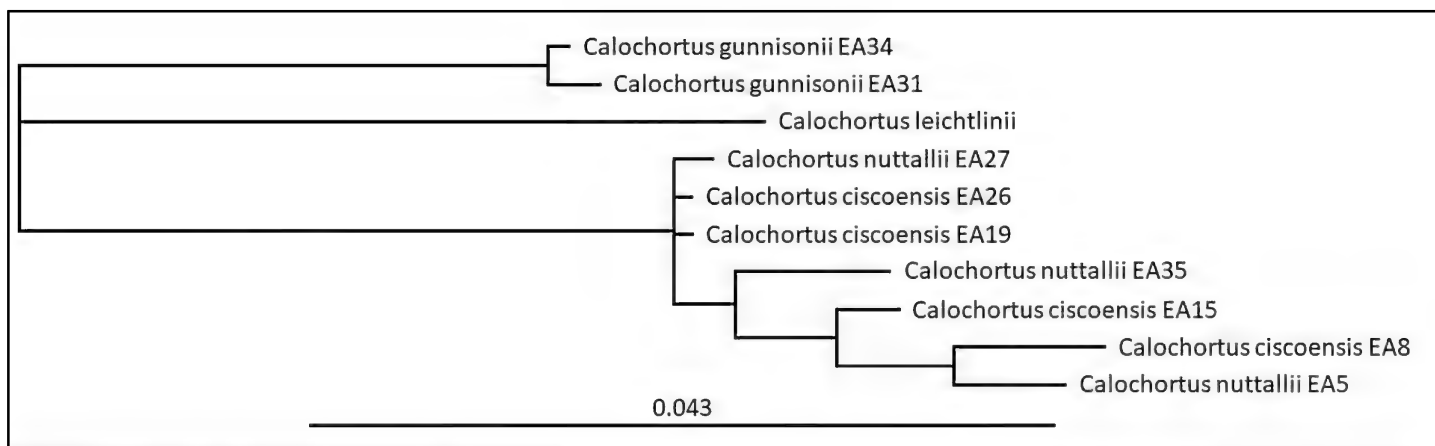 Calochortus gunnisonii EA34
Calochortus gunnisonii EA31
Calochortus leichtlinii
Calochortus nuttallii EA27
Calochortus ciscoensis EA26
Calochortus ciscoensis EA19
Calochortus nuttallii EA35
Calochortus ciscoensis EA15
Calochortus ciscoensis EA8
Calochortus nuttallii EA5
0.043